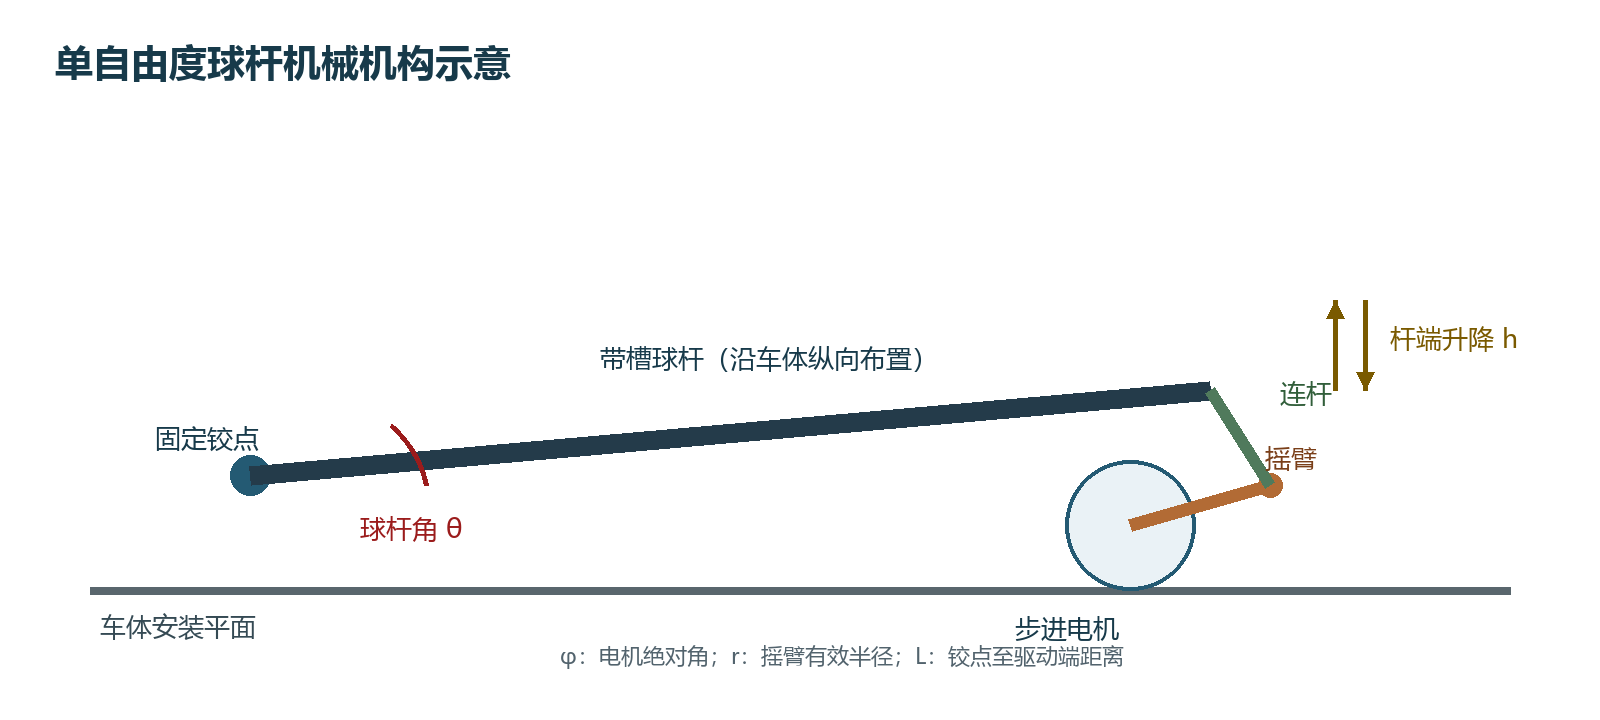 单自由度球杆机械机构示意
杆端升降 h
带槽球杆（沿车体纵向布置）
连杆
固定铰点
摇臂
球杆角 θ
车体安装平面
步进电机
φ：电机绝对角；r：摇臂有效半径；L：铰点至驱动端距离